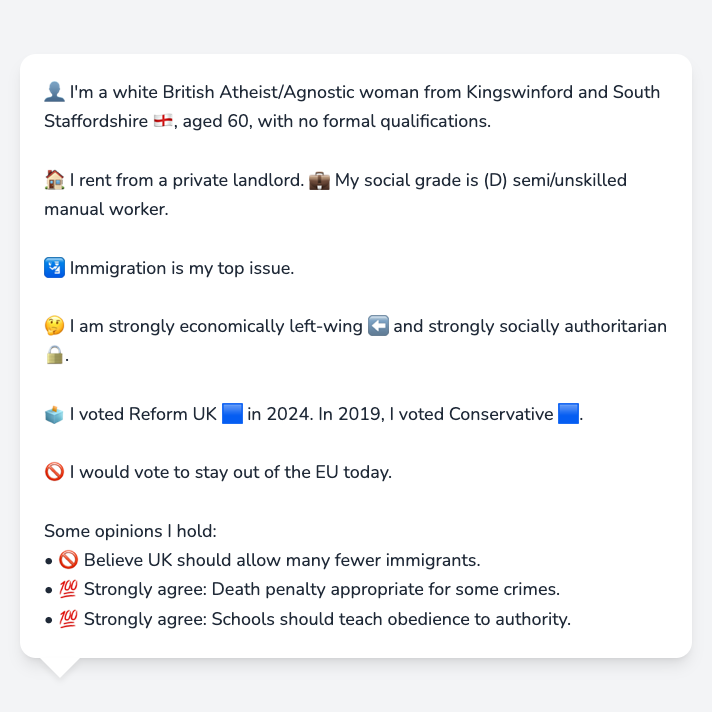 👤 I'm a white British Atheist/Agnostic woman from Kingswinford and South
Staffordshire 🏴󠁧󠁢󠁥󠁮󠁧󠁿, aged 60, with no formal qualifications.
🏠 I rent from a private landlord. 💼 My social grade is (D) semi/unskilled
manual worker.
🛂 Immigration is my top issue.
🤔 I am strongly economically left-wing ⬅️ and strongly socially authoritarian
🔒.
🗳️ I voted Reform UK 🟦 in 2024. In 2019, I voted Conservative 🟦.
🚫 I would vote to stay out of the EU today.
Some opinions I hold:
• 🚫 Believe UK should allow many fewer immigrants.
• 💯 Strongly agree: Death penalty appropriate for some crimes.
• 💯 Strongly agree: Schools should teach obedience to authority.